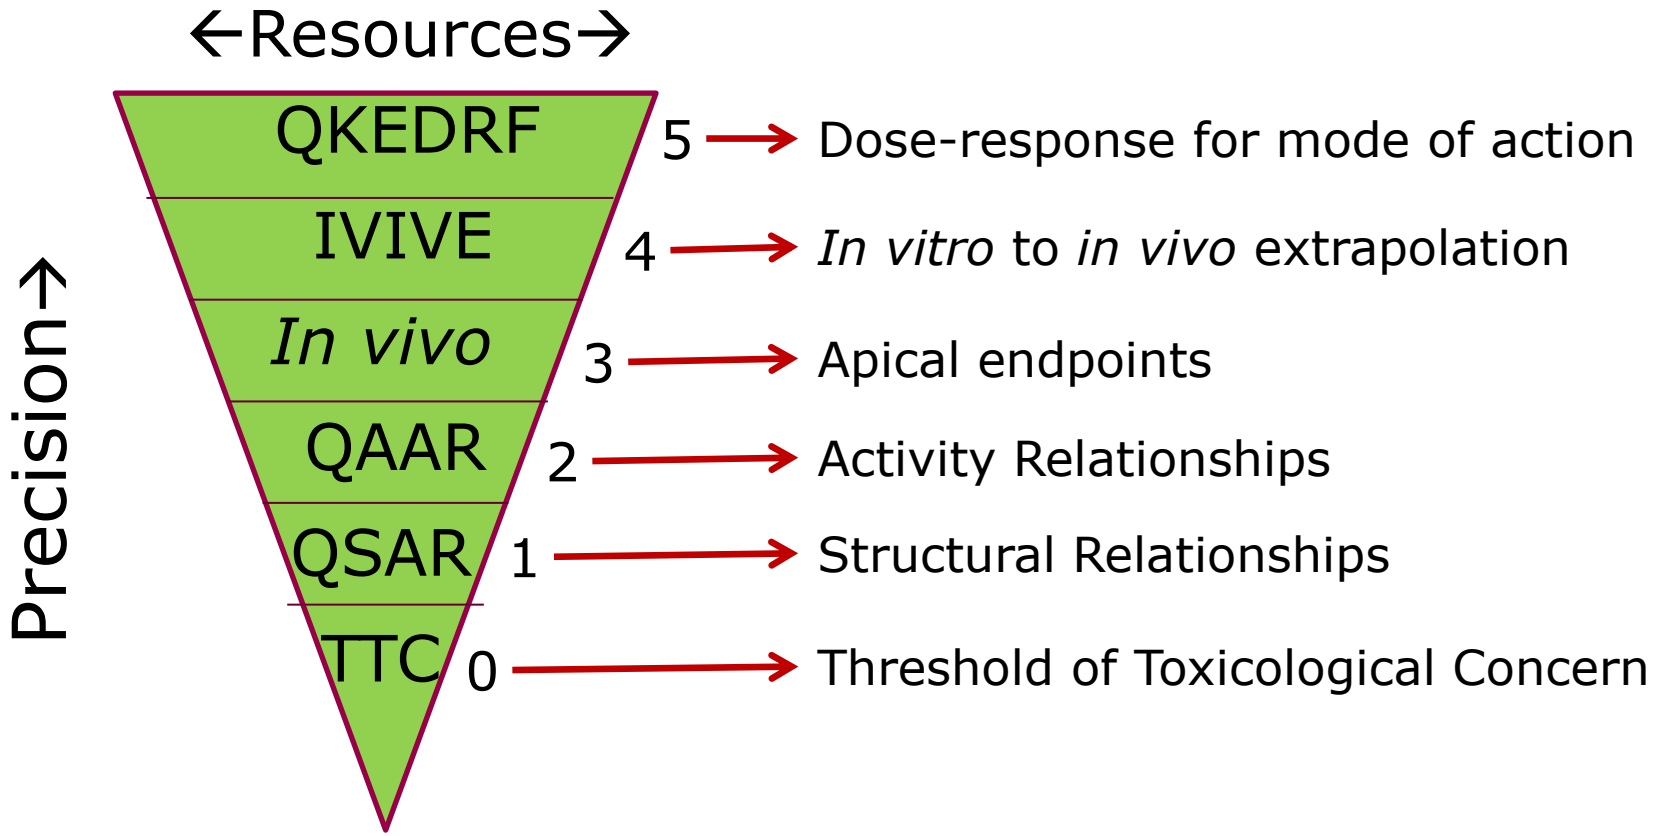 ←Resources→
Precision→
QKEDRF 5 Dose-response for mode of action
IVIVE 4 In vitro to in vivo extrapolation
In vivo 3 Apical endpoints
QAAR 2 Activity Relationships
QSAR 1 Structural Relationships
TTC 0 Threshold of Toxicological Concern